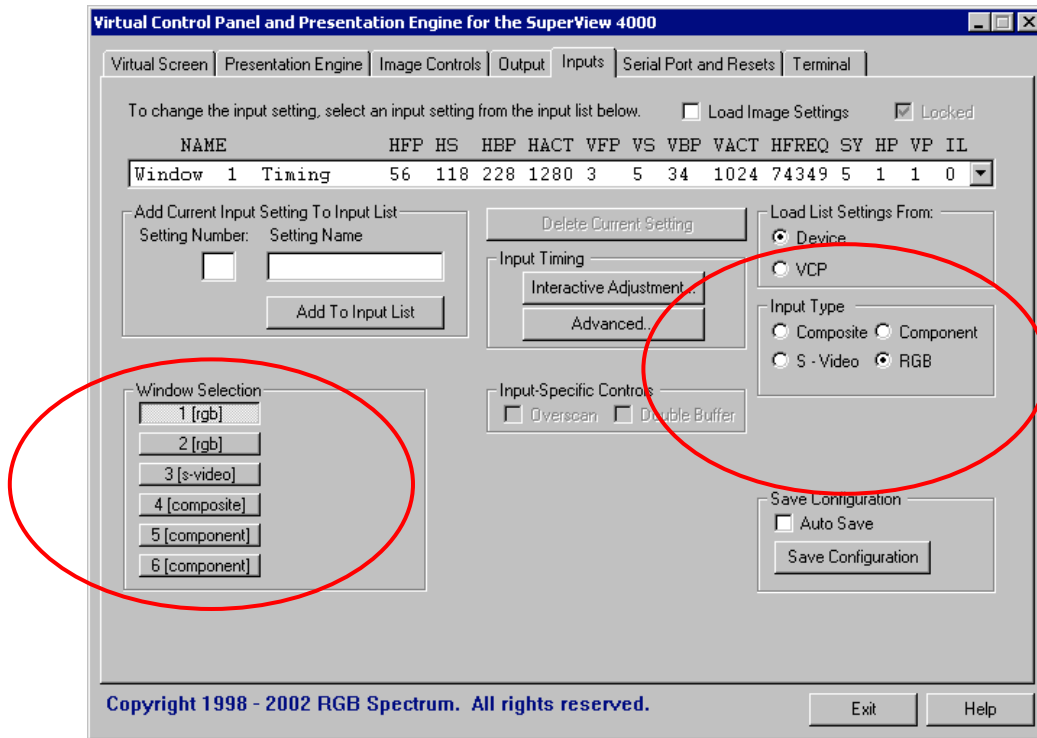 Virtual Control Panel and Presentation Engine for the SuperView 4000
Virtual Screen Presentation Engine Image Controls Output Inputs Serial Port and Resets Terminal
To change the input setting, select an input setting from the input list below. Load Image Settings Locked
NAME HFP HS HBP HACT VFP VS VBP VACT HFREQ SY HP VP IL
Window 1 Timing 56 118 228 1280 3 5 34 1024 74349 5 1 1 0
Add Current Input Setting To Input List
Setting Number: Setting Name
Add To Input List
Delete Current Setting
Input Timing
Interactive Adjustment...
Advanced...
Load List Settings From:
Device
VCP
Input Type
Composite Component
S - Video RGB
Window Selection
1 [rgb]
2 [rgb]
3 [s-video]
4 [composite]
5 [component]
6 [component]
Input-Specific Controls
Overscan Double Buffer
Save Configuration
Auto Save
Save Configuration
Copyright 1998 - 2002 RGB Spectrum. All rights reserved.
Exit Help